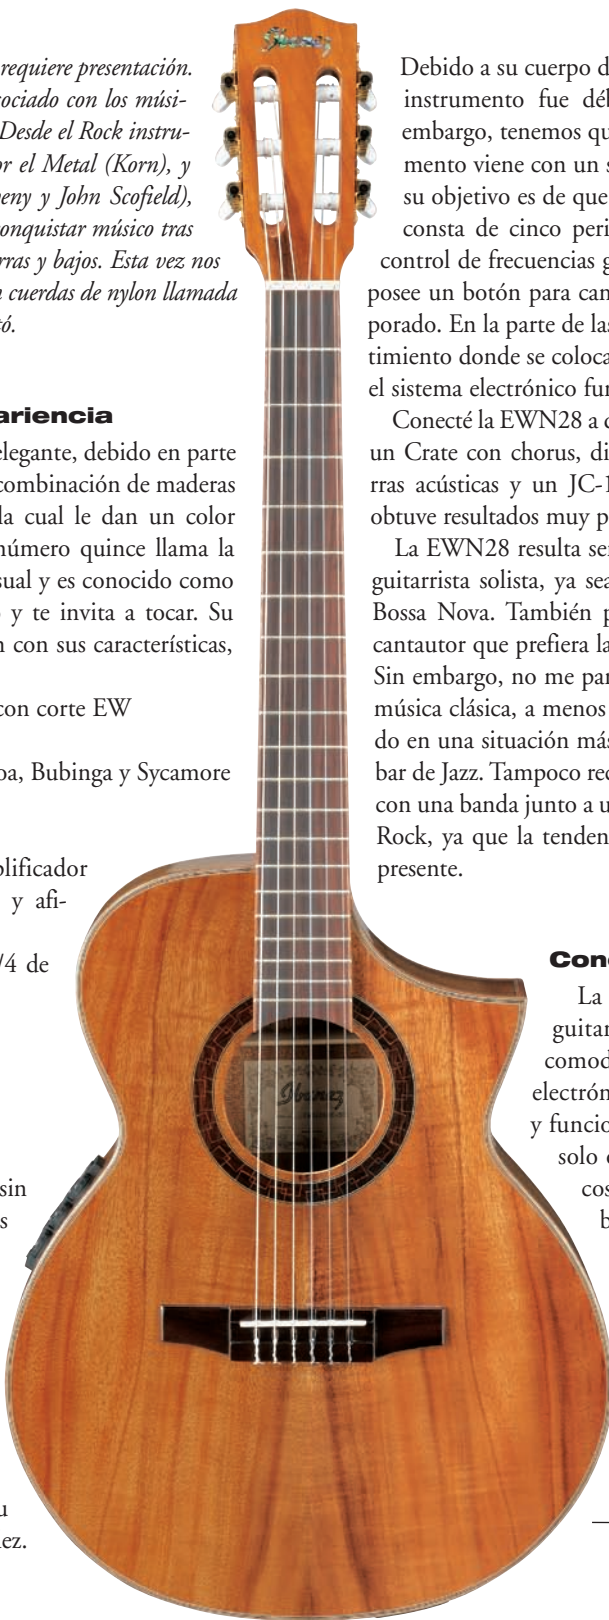 Ibanez
requiere presentación.
ociado con los músi-
Desde el Rock instru-
or el Metal (Korn), y
eny y John Scofield),
onquistar músico tras
rras y bajos. Esta vez nos
n cuerdas de nylon llamada
tó.
ariencia
elegante, debido en parte
combinación de maderas
la cual le dan un color
número quince llama la
sual y es conocido como
y te invita a tocar. Su
n con sus características,
con corte EW
oa, Bubinga y Sycamore
plificador
y afi-
/4 de
sin
s
u
nez.
Debido a su cuerpo d
instrumento fue déb
embargo, tenemos qu
mento viene con un s
su objetivo es de que
consta de cinco peri
control de frecuencias g
posee un botón para can
porado. En la parte de las
timiento donde se coloca
el sistema electrónico fun
Conecté la EWN28 a d
un Crate con chorus, di
rras acústicas y un JC-1
obtuve resultados muy p
La EWN28 resulta ser
guitarrista solista, ya sea
Bossa Nova. También p
cantautor que prefiera la
Sin embargo, no me par
música clásica, a menos
do en una situación más
bar de Jazz. Tampoco rec
con una banda junto a u
Rock, ya que la tenden
presente.
Conc
La
guitar
comod
electrón
y funcio
solo o
cos
b
Ibanez
—